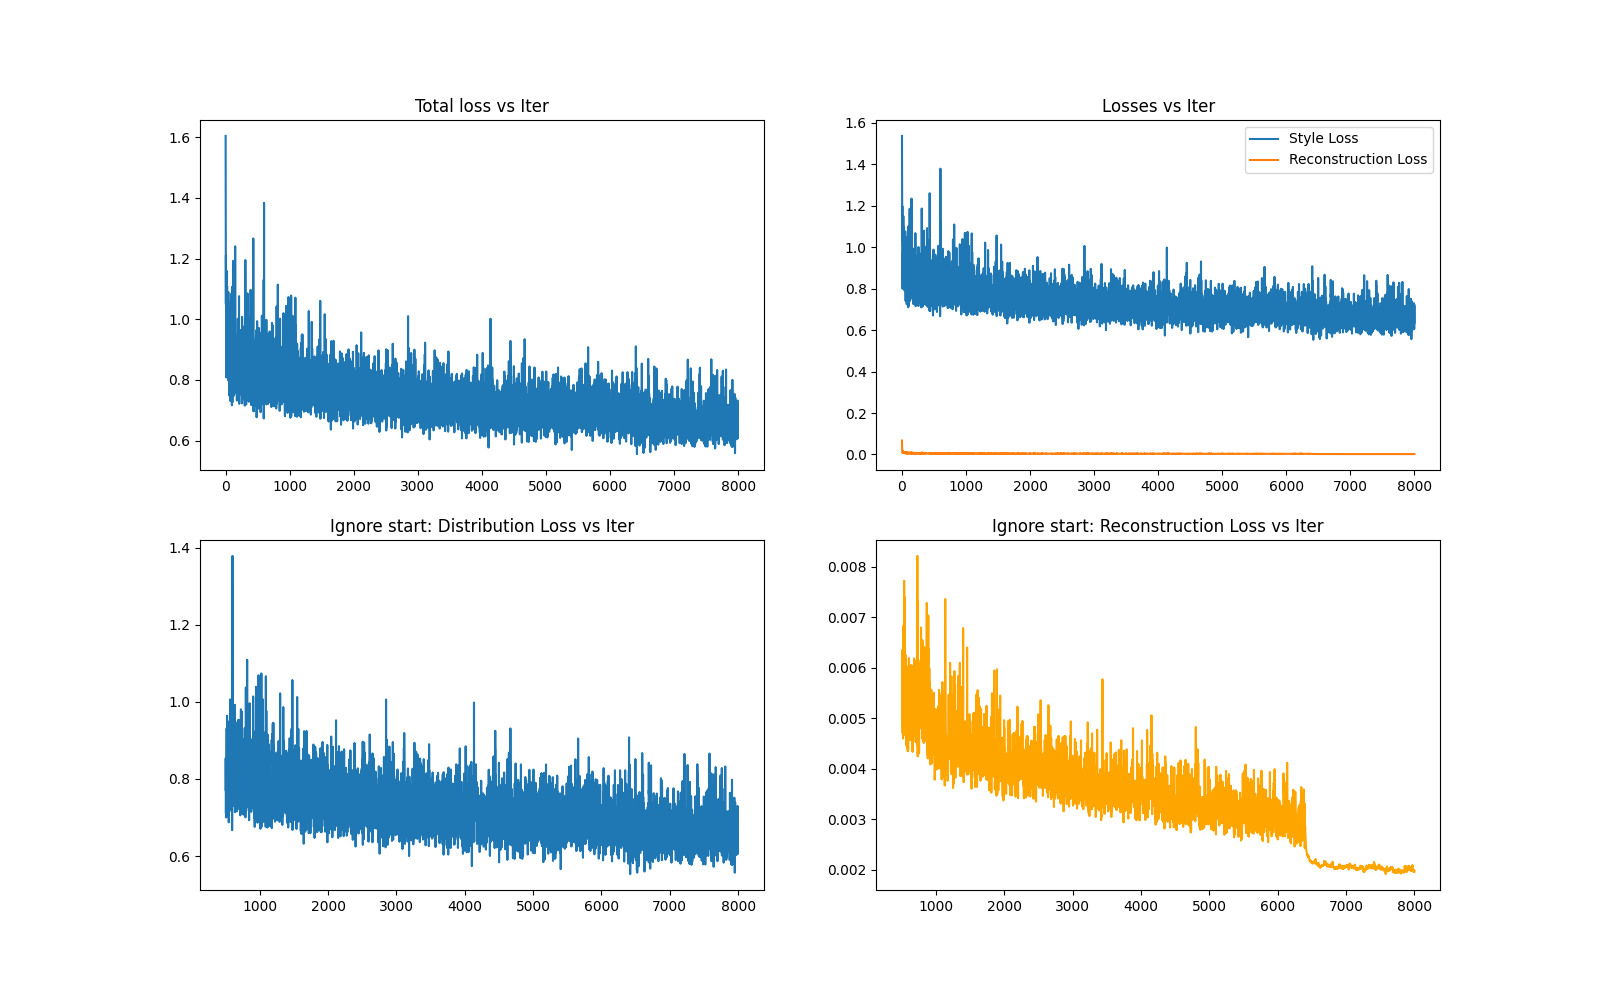 Total loss vs Iter
1.6
1.4
1.2
1.0
0.8
0.6
0 1000 2000 3000 4000 5000 6000 7000 8000
Losses vs Iter
Style Loss
Reconstruction Loss
1.6
1.4
1.2
1.0
0.8
0.6
0.4
0.2
0.0
0 1000 2000 3000 4000 5000 6000 7000 8000
Ignore start: Distribution Loss vs Iter
1.4
1.2
1.0
0.8
0.6
1000 2000 3000 4000 5000 6000 7000 8000
Ignore start: Reconstruction Loss vs Iter
0.008
0.007
0.006
0.005
0.004
0.003
0.002
1000 2000 3000 4000 5000 6000 7000 8000